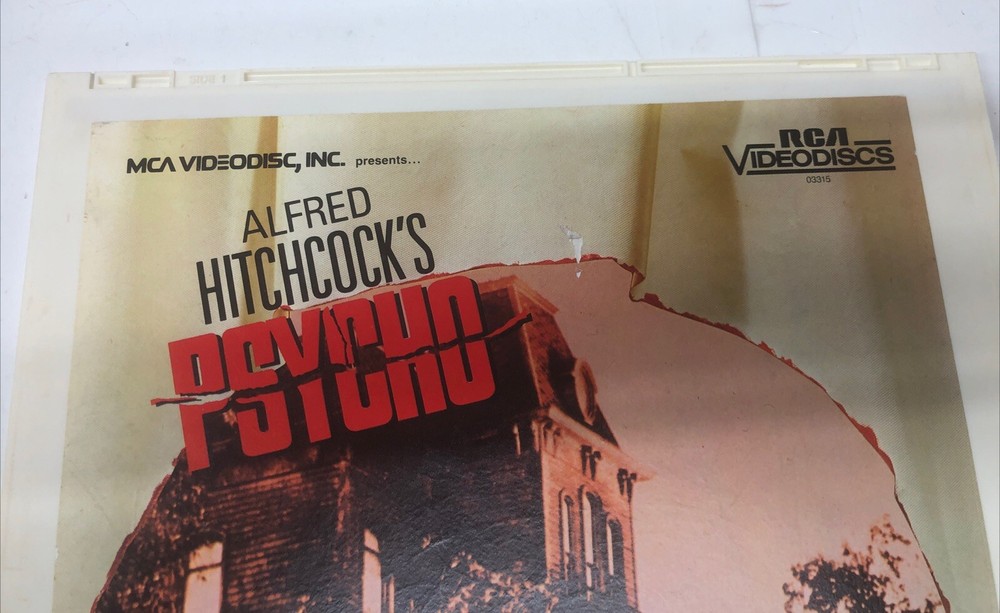 SIDE 1
MCA VIDEODISC, INC. presents...
RCA
VIDEODISCS
03315
ALFRED
HITCHCOCK'S
PSYCHO